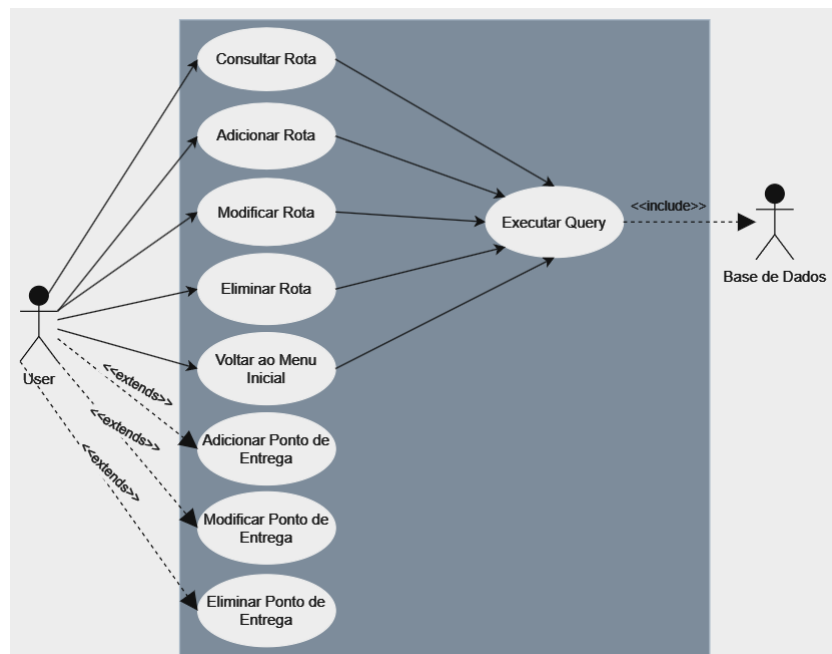 Consultar Rota
Adicionar Rota
Modificar Rota
Executar Query
<<include>>
Base de Dados
Eliminar Rota
Voltar ao Menu
Inicial
User
<<extends>>
<<extends>>
<<extends>>
Adicionar Ponto de
Entrega
Modificar Ponto de
Entrega
Eliminar Ponto de
Entrega